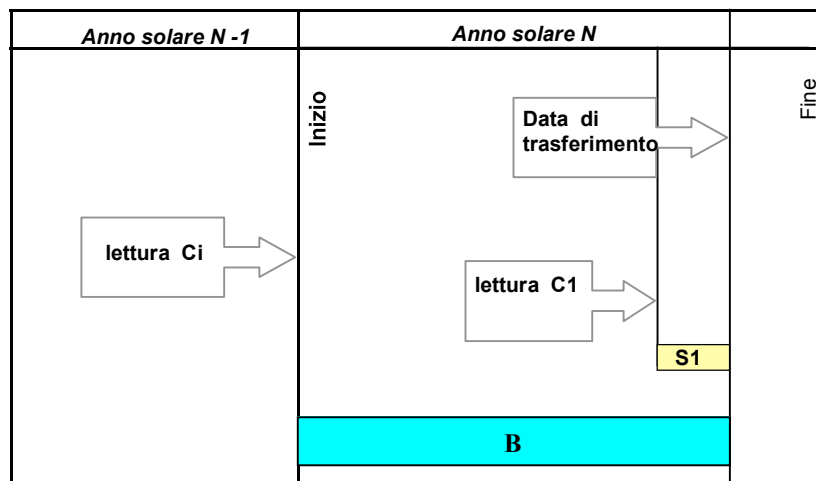 Anno solare N -1
Anno solare N
Inizio
Fine
Data di
trasferimento
lettura Ci
lettura C1
S1
B